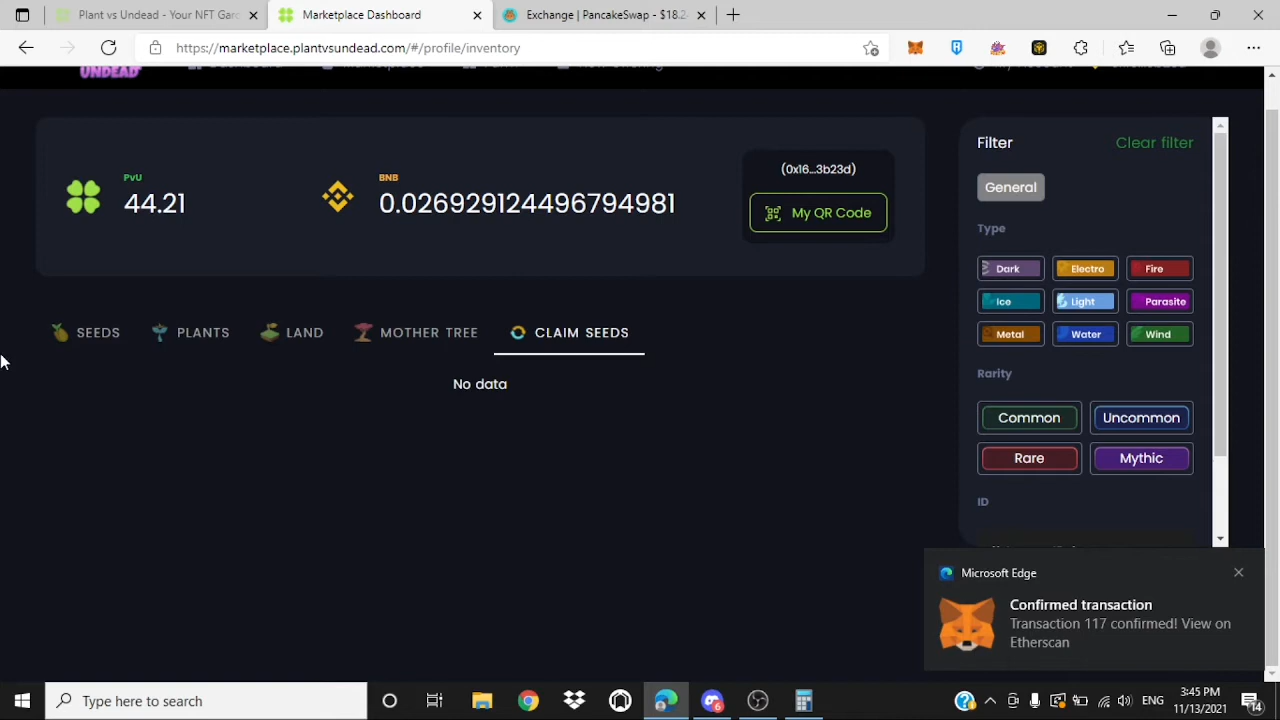 Plant vs Undead - Your NFT Gard
Marketplace Dashboard
Exchange | PancakeSwap - $18.2
https://marketplace.plantvsundead.com/#/profile/inventory
UNDEAD
PVU
44.21
BNB
0.026929124496794981
(0x16...3b23d)
My QR Code
SEEDS
PLANTS
LAND
MOTHER TREE
CLAIM SEEDS
No data
Filter
Clear filter
General
Type
Dark
Electro
Fire
Ice
Light
Parasite
Metal
Water
Wind
Rarity
Common
Uncommon
Rare
Mythic
ID
Microsoft Edge
Confirmed transaction
Transaction 117 confirmed! View on
Etherscan
Type here to search
6
ENG
3:45 PM
11/13/2021
14